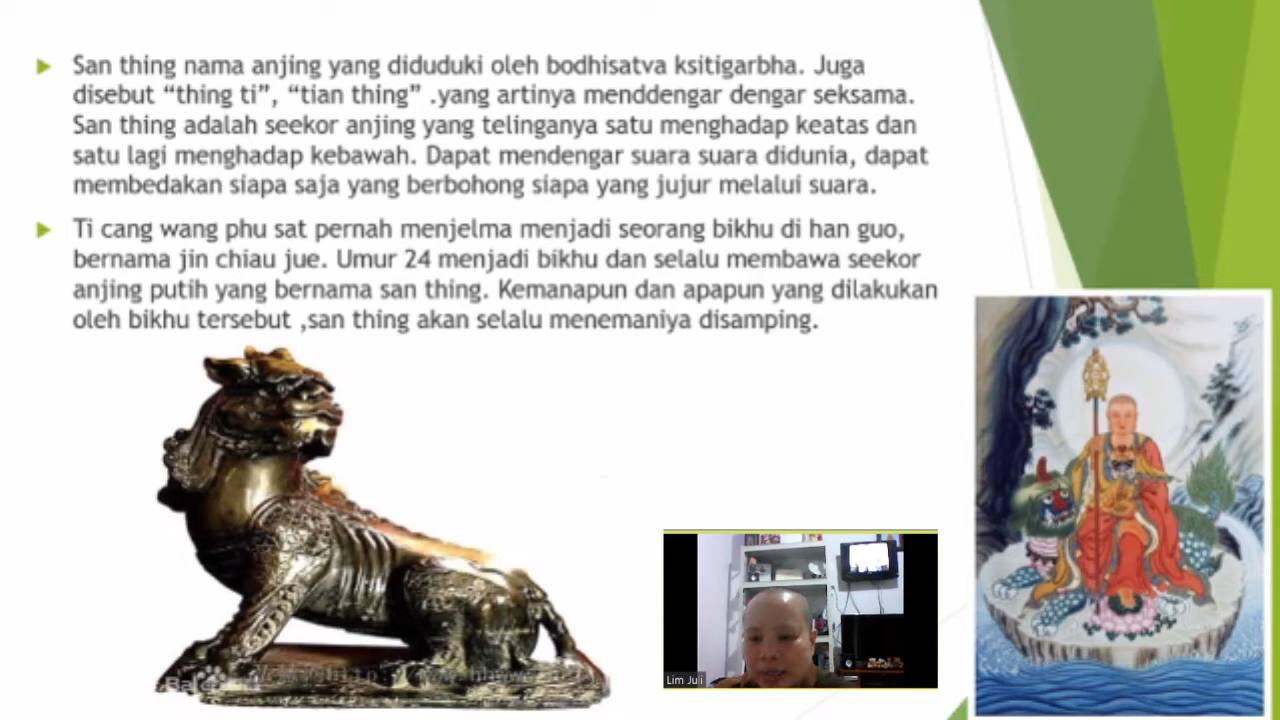 San thing nama anjing yang diduduki oleh bodhisatva ksitigarbha. Juga
disebut “thing ti”, “tian thing” .yang artinya menddengar dengar seksama.
San thing adalah seekor anjing yang telinganya satu menghadap keatas dan
satu lagi menghadap kebawah. Dapat mendengar suara suara didunia, dapat
membedakan siapa saja yang berbohong siapa yang jujur melalui suara.
Ti cang wang phu sat pernah menjelma menjadi seorang bikhu di han guo,
bernama jin chiau jue. Umur 24 menjadi bikhu dan selalu membawa seekor
anjing putih yang bernama san thing. Kemanapun dan apapun yang dilakukan
oleh bikhu tersebut ,san thing akan selalu menemaniya disamping.
Lim Juli